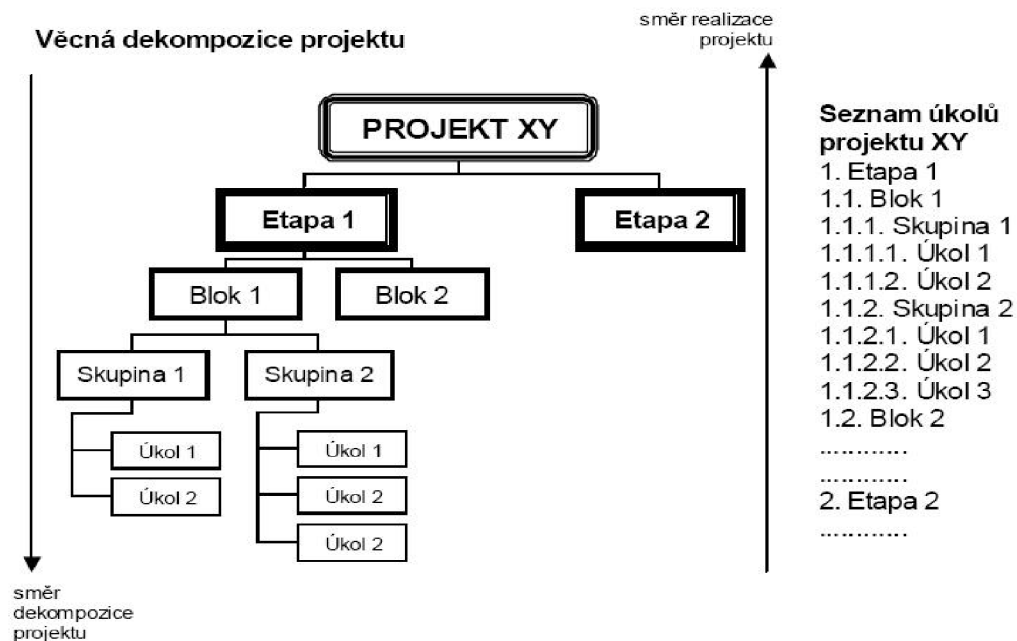 Věcná dekompozice projektu
směr realizace
projektu
PROJEKT XY
Etapa 1
Etapa 2
Blok 1
Blok 2
Skupina 1
Skupina 2
Úkol 1
Úkol 2
Úkol 1
Úkol 2
Úkol 2
směr
dekompozice
projektu
Seznam úkolů
projektu XY
1. Etapa 1
1.1. Blok 1
1.1.1. Skupina 1
1.1.1.1. Úkol 1
1.1.1.2. Úkol 2
1.1.2. Skupina 2
1.1.2.1. Úkol 1
1.1.2.2. Úkol 2
1.1.2.3. Úkol 3
1.2. Blok 2
............
............
2. Etapa 2
............